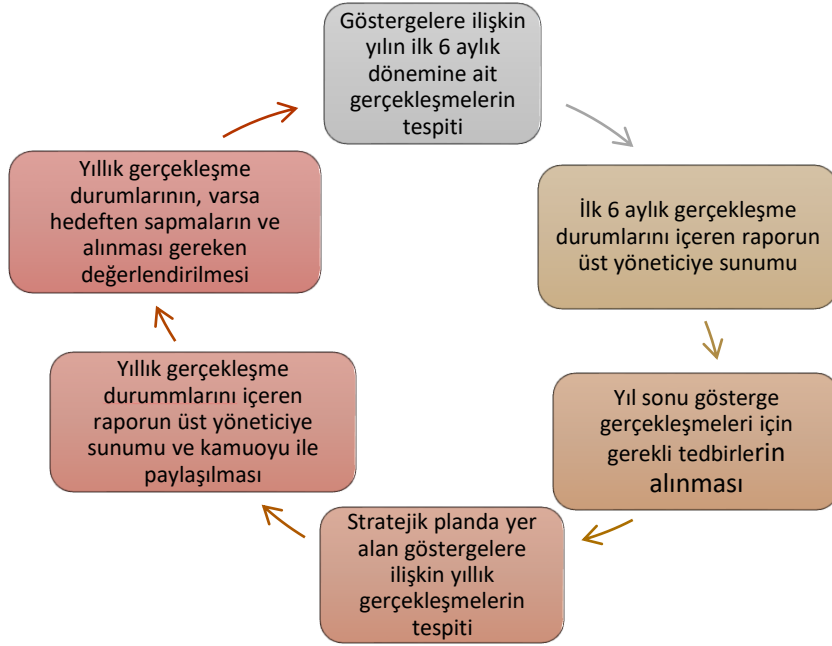 Göstergelere ilişkin
yılın ilk 6 aylık
dönemine ait
gerçekleşmelerin
tespiti
İlk 6 aylık gerçekleşme
durumlarını içeren raporun
üst yöneticiye sunumu
Yıl sonu gösterge
gerçekleşmeleri için
gerekli tedbirlerin
alınması
Stratejik planda yer
alan göstergelere
ilişkin yıllık
gerçekleşmelerin
tespiti
Yıllık gerçekleşme
durummlarını içeren
raporun üst yöneticiye
sunumu ve kamuoyu ile
paylaşılması
Yıllık gerçekleşme
durumlarının, varsa
hedeften sapmaların ve
alınması gereken
değerlendirilmesi